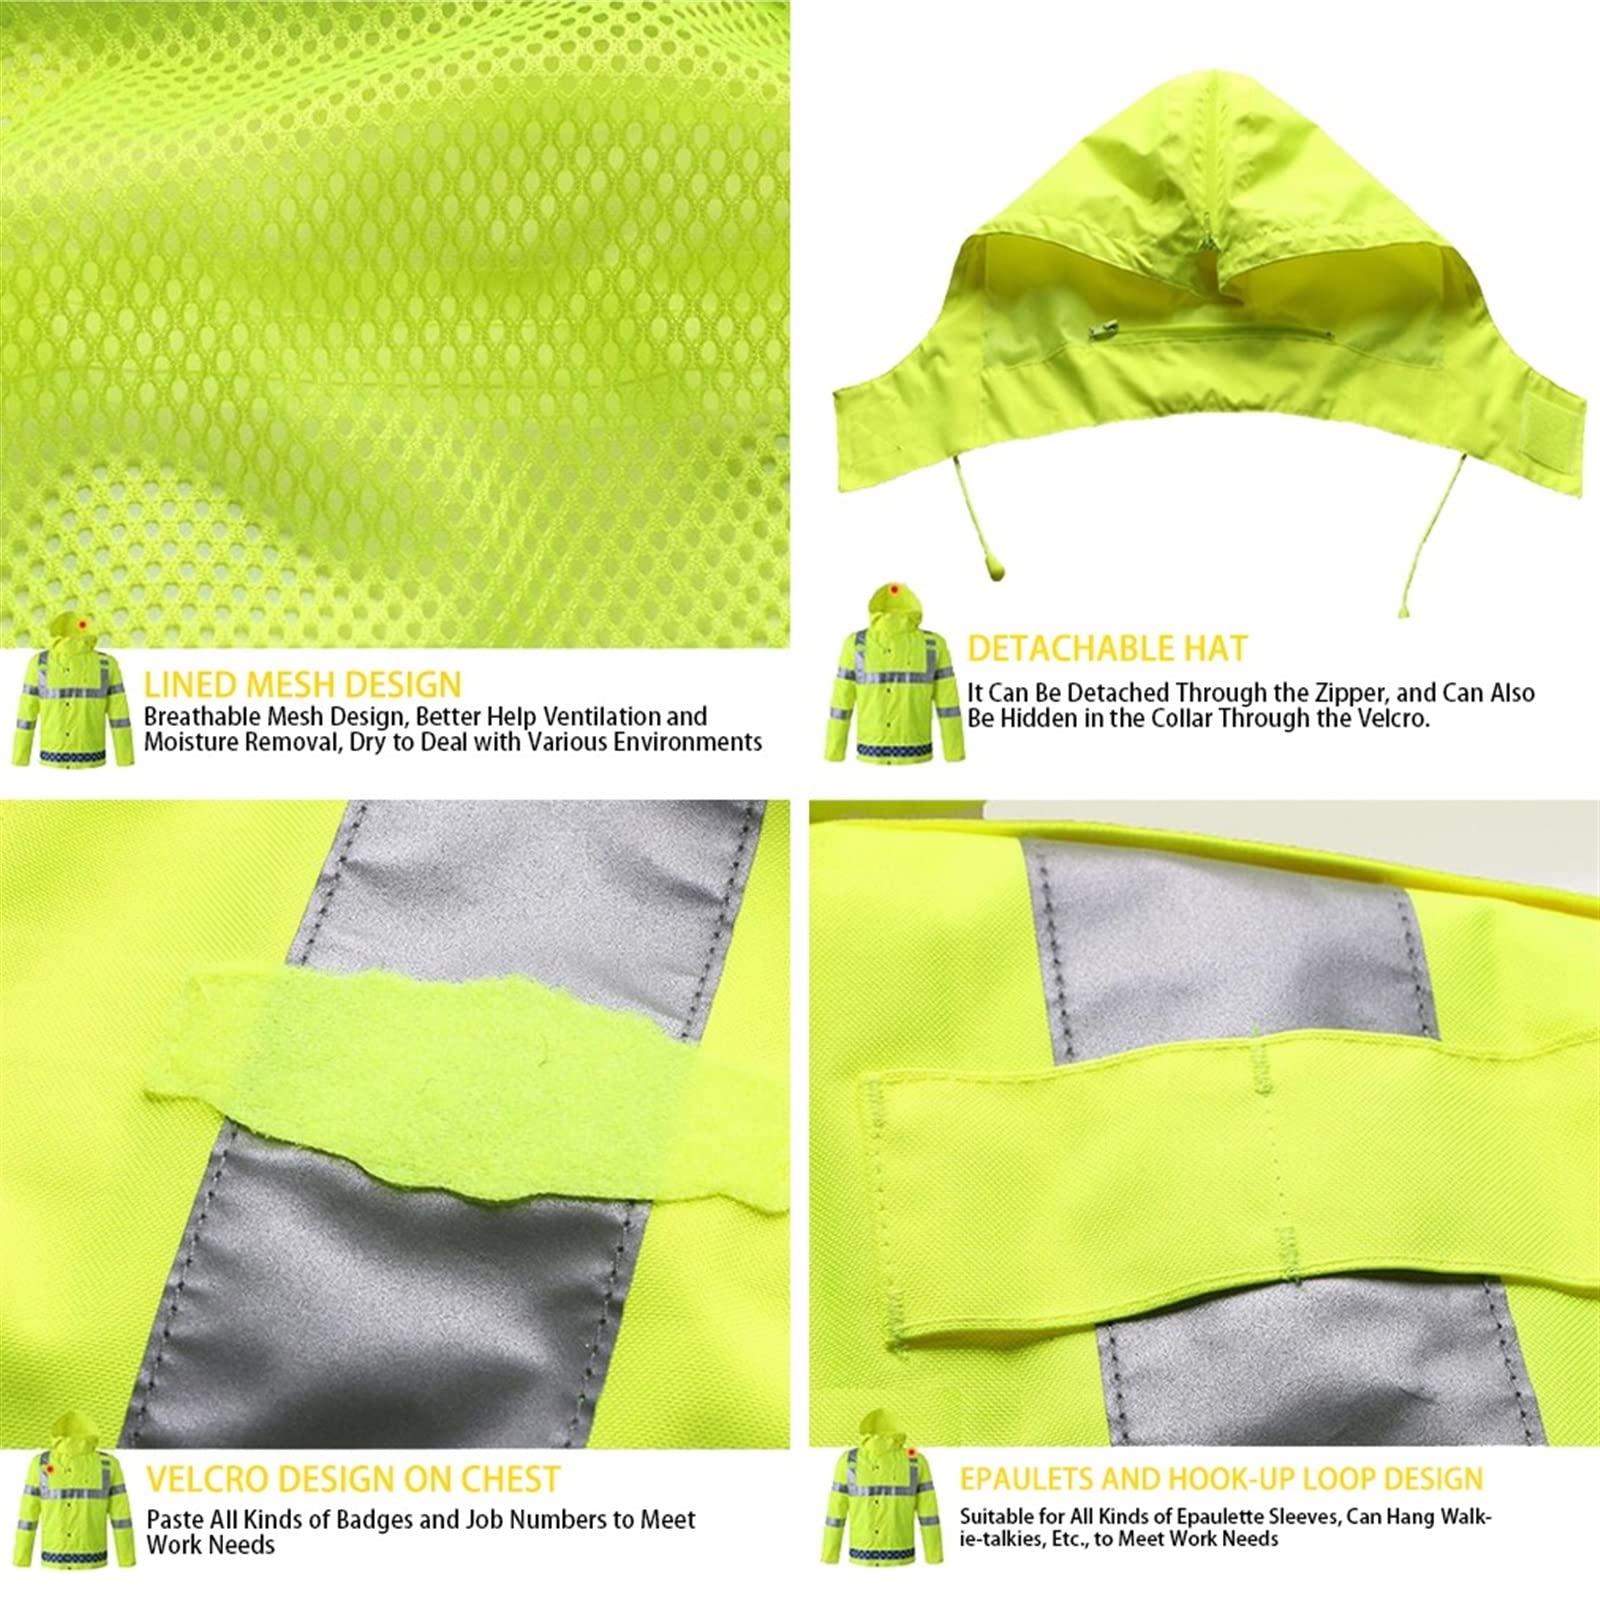 LINED MESH DESIGN
Breathable Mesh Design, Better Help Ventilation and
Moisture Removal, Dry to Deal with Various Environments
DETACHABLE HAT
It Can Be Detached Through the Zipper, and Can Also
Be Hidden in the Collar Through the Velcro.
VELCRO DESIGN ON CHEST
Paste All Kinds of Badges and Job Numbers to Meet
Work Needs
EPAULETS AND HOOK-UP LOOP DESIGN
Suitable for All Kinds of Epaulette Sleeves, Can Hang Walk-
ie-talkies, Etc., to Meet Work Needs